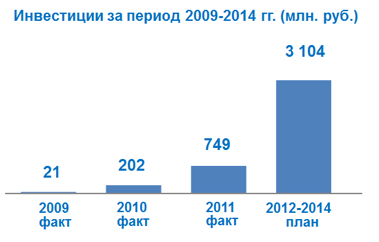 Инвестиции за период 2009-2014 гг. (млн. руб.)
3 104
749
202
21
2009 2010 2011 2012-2014
факт факт факт план